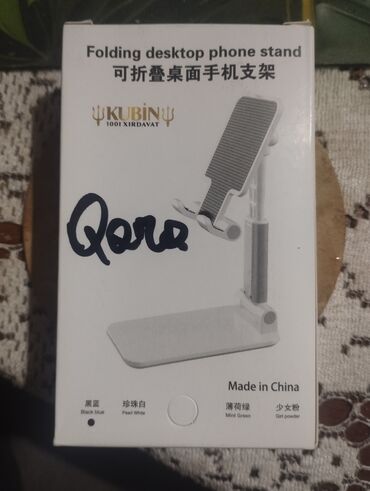 Folding desktop phone stand
可折叠桌面手机支架
KUBİN
1001 XIRDAVAT
Qara
Made in China
黑蓝 珍珠白 薄荷绿 少女粉
Black blue Pearl White Mint Green Girl powder